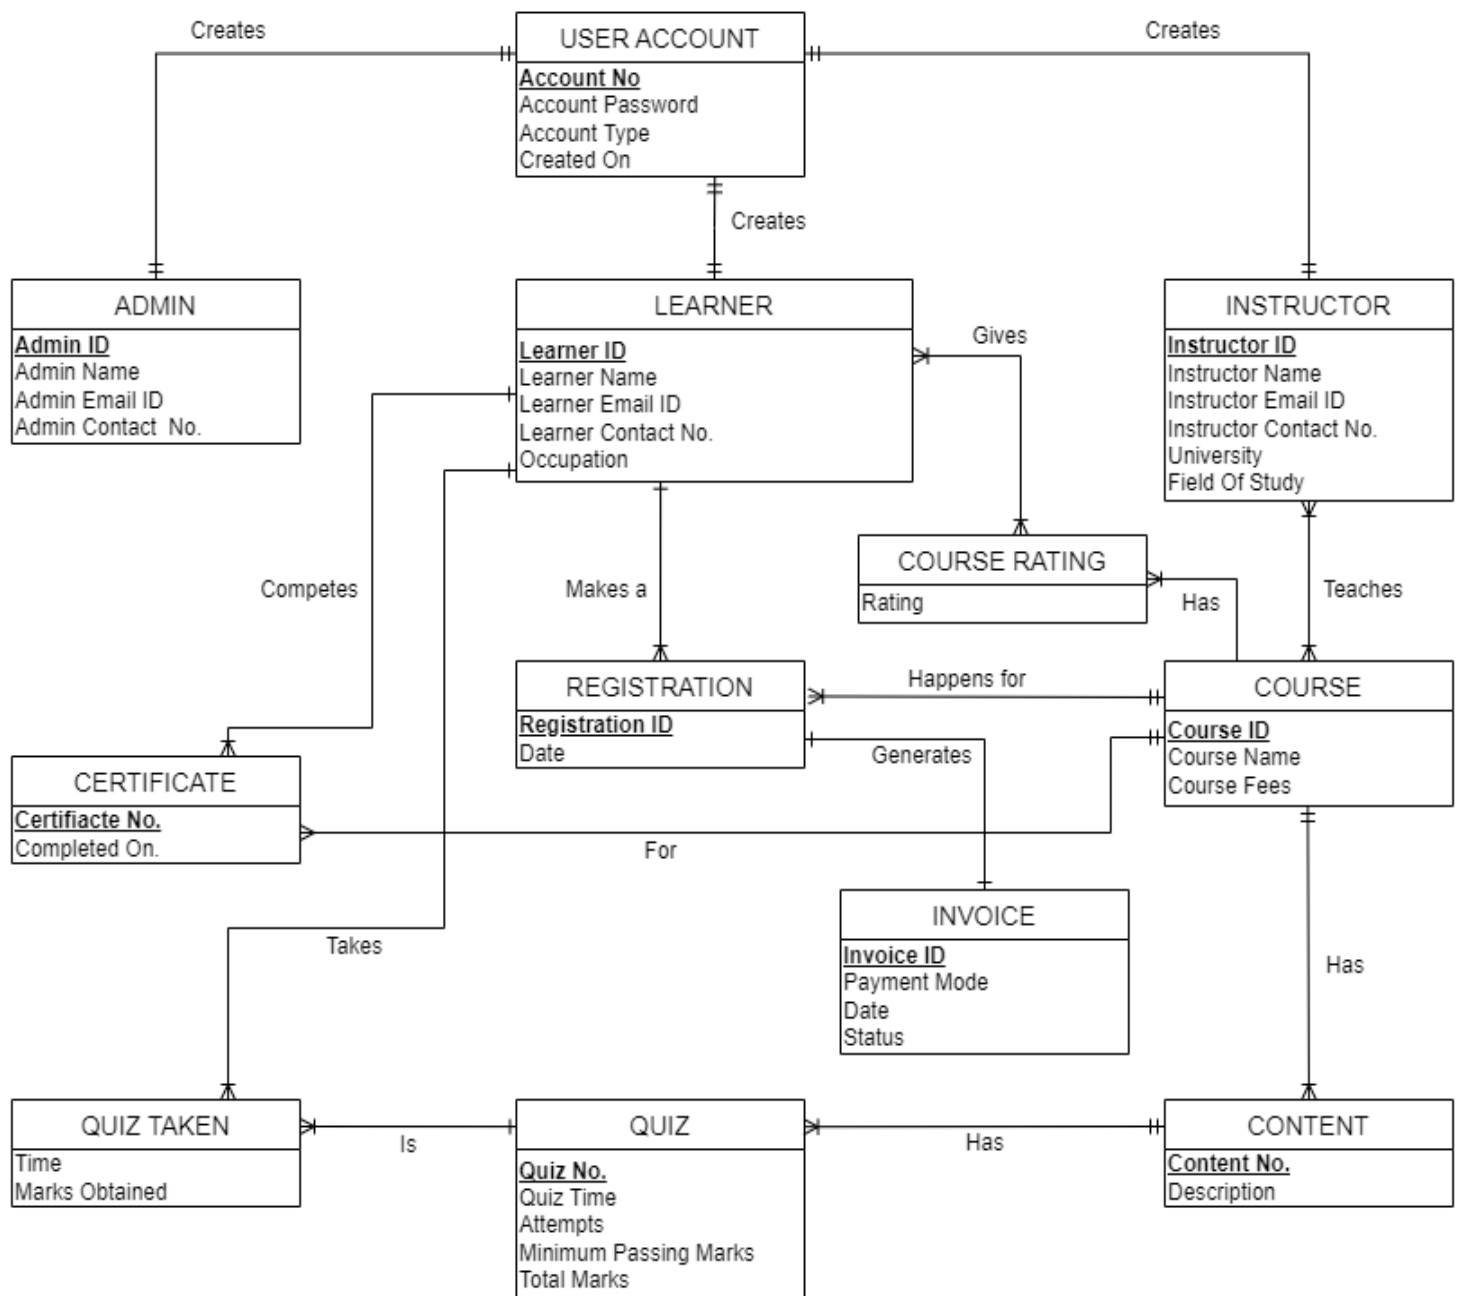 Creates
USER ACCOUNT
Creates
Account No
Account Password
Account Type
Created On
Creates
ADMIN
Admin ID
Admin Name
Admin Email ID
Admin Contact  No.
LEARNER
Learner ID
Learner Name
Learner Email ID
Learner Contact No.
Occupation
Gives
INSTRUCTOR
Instructor ID
Instructor Name
Instructor Email ID
Instructor Contact No.
University
Field Of Study
Competes
Makes a
COURSE RATING
Rating
Has
Teaches
REGISTRATION
Registration ID
Date
Happens for
COURSE
Course ID
Course Name
Course Fees
Generates
CERTIFICATE
Certifiacte No.
Completed On.
For
Takes
INVOICE
Invoice ID
Payment Mode
Date
Status
Has
QUIZ TAKEN
Time
Marks Obtained
Is
QUIZ
Quiz No.
Quiz Time
Attempts
Minimum Passing Marks
Total Marks
Has
CONTENT
Content No.
Description